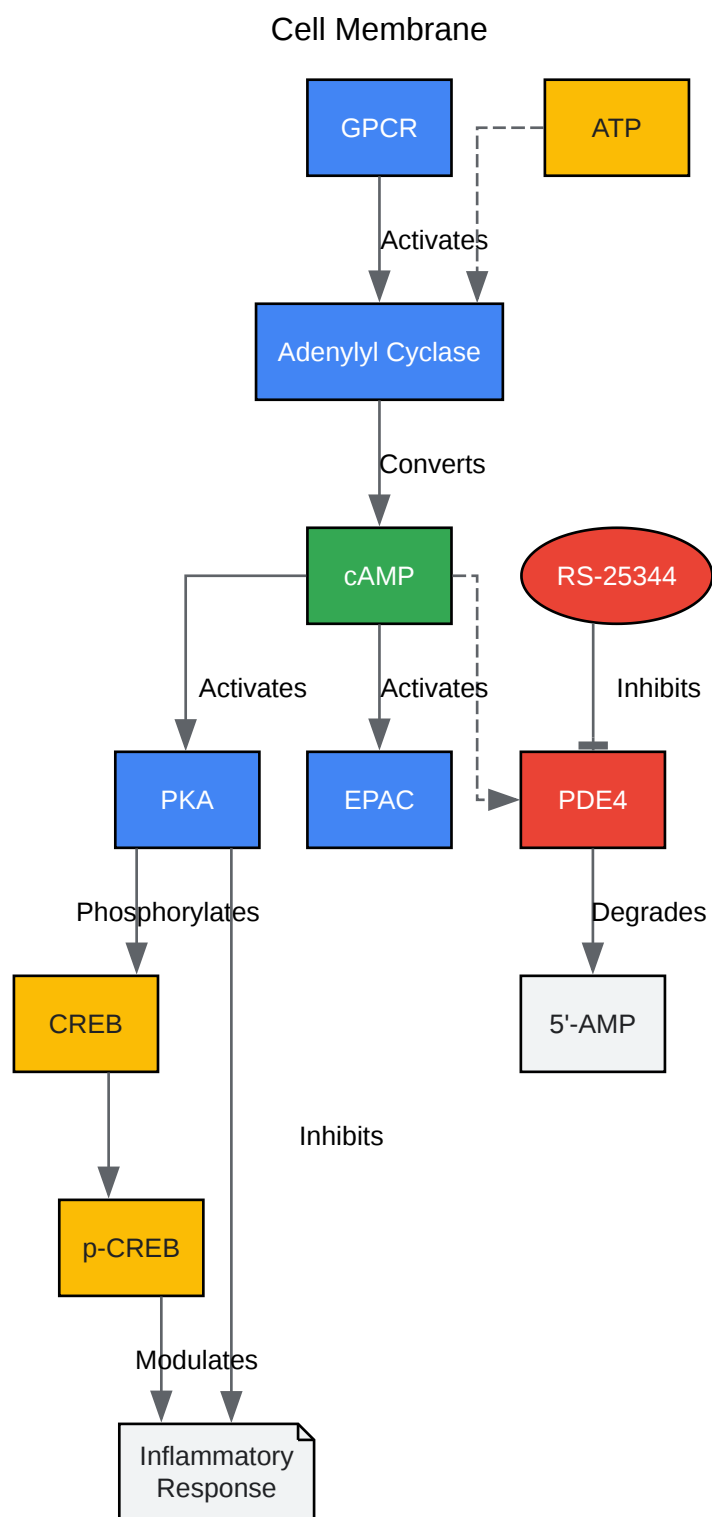 Cell Membrane
GPCR
ATP
Activates
Adenylyl Cyclase
Converts
cAMP
RS-25344
Activates
Activates
Inhibits
PKA
EPAC
PDE4
Phosphorylates
Degrades
CREB
5'-AMP
Inhibits
p-CREB
Modulates
Inflammatory
Response